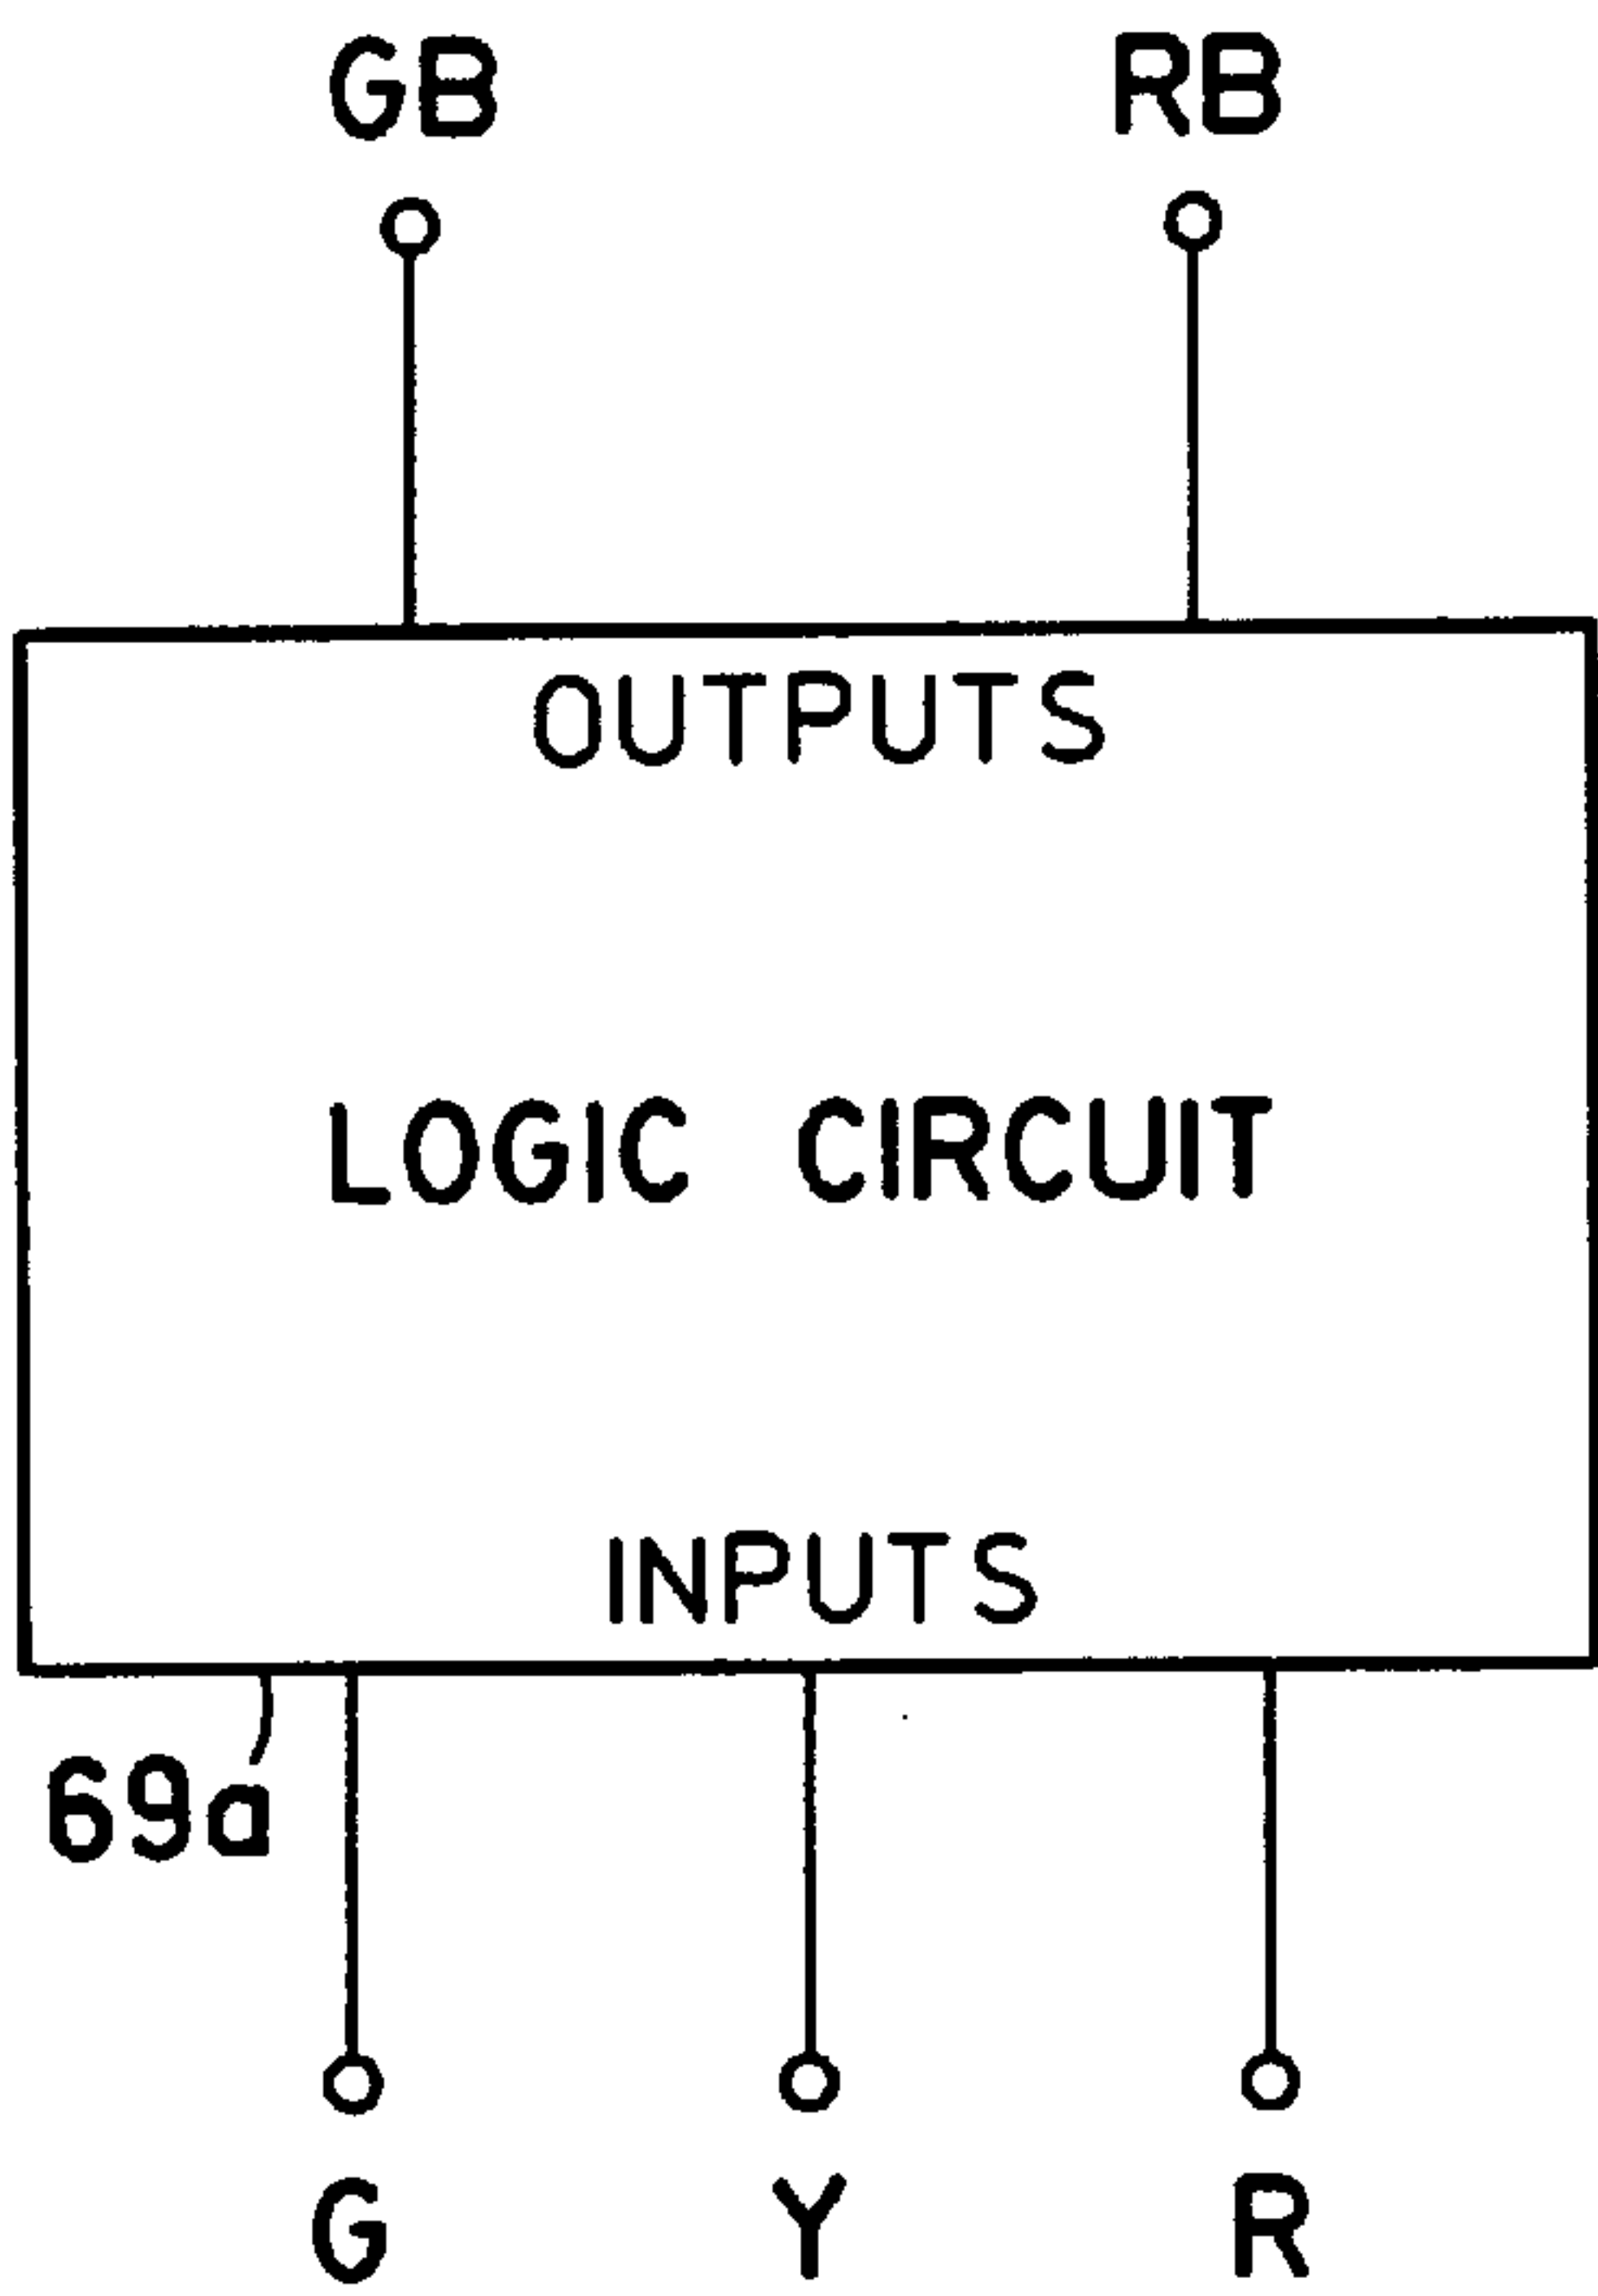 GB RB
OUTPUTS
LOGIC CIRCUIT
INPUTS
69a
G Y R